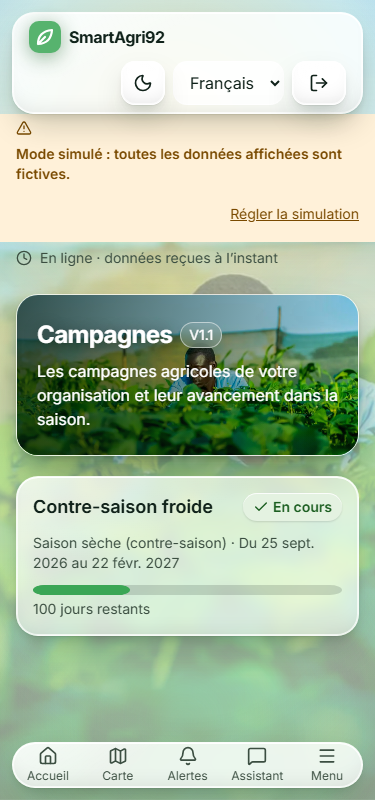 SmartAgri92
Français
Mode simulé : toutes les données affichées sont
fictives.
Régler la simulation
En ligne · données reçues à l’instant
Campagnes V1.1
Les campagnes agricoles de votre
organisation et leur avancement dans la
saison.
Contre-saison froide En cours
Saison sèche (contre-saison) · Du 25 sept.
2026 au 22 févr. 2027
100 jours restants
Accueil Carte Alertes Assistant Menu